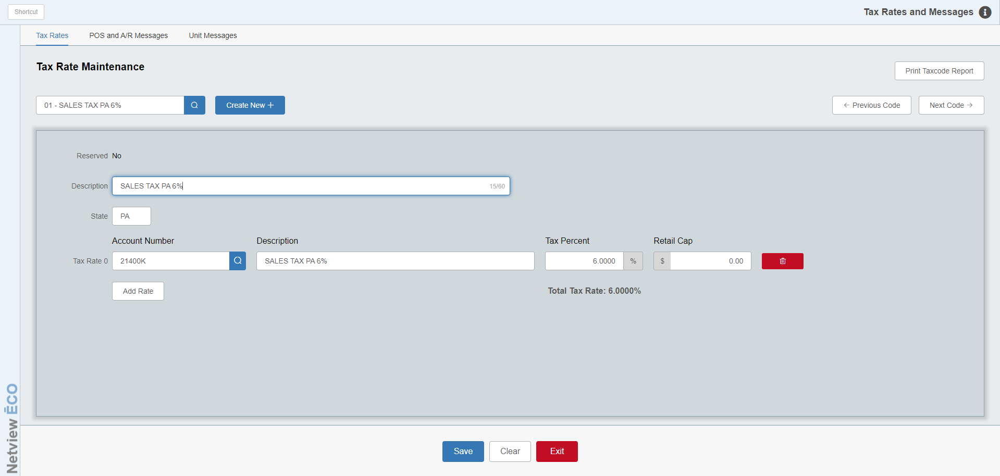 Shortcut
Tax Rates and Messages
Tax Rates POS and A/R Messages Unit Messages
Tax Rate Maintenance
Print Taxcode Report
01 - SALES TAX PA 6% Create New + ← Previous Code Next Code →
Reserved No
Description SALES TAX PA 6% 15/60
State PA
Account Number Description Tax Percent Retail Cap
Tax Rate 0 21400K SALES TAX PA 6% 6.0000 % $ 0.00
Add Rate Total Tax Rate: 6.0000%
Netview ĒCO
Save Clear Exit